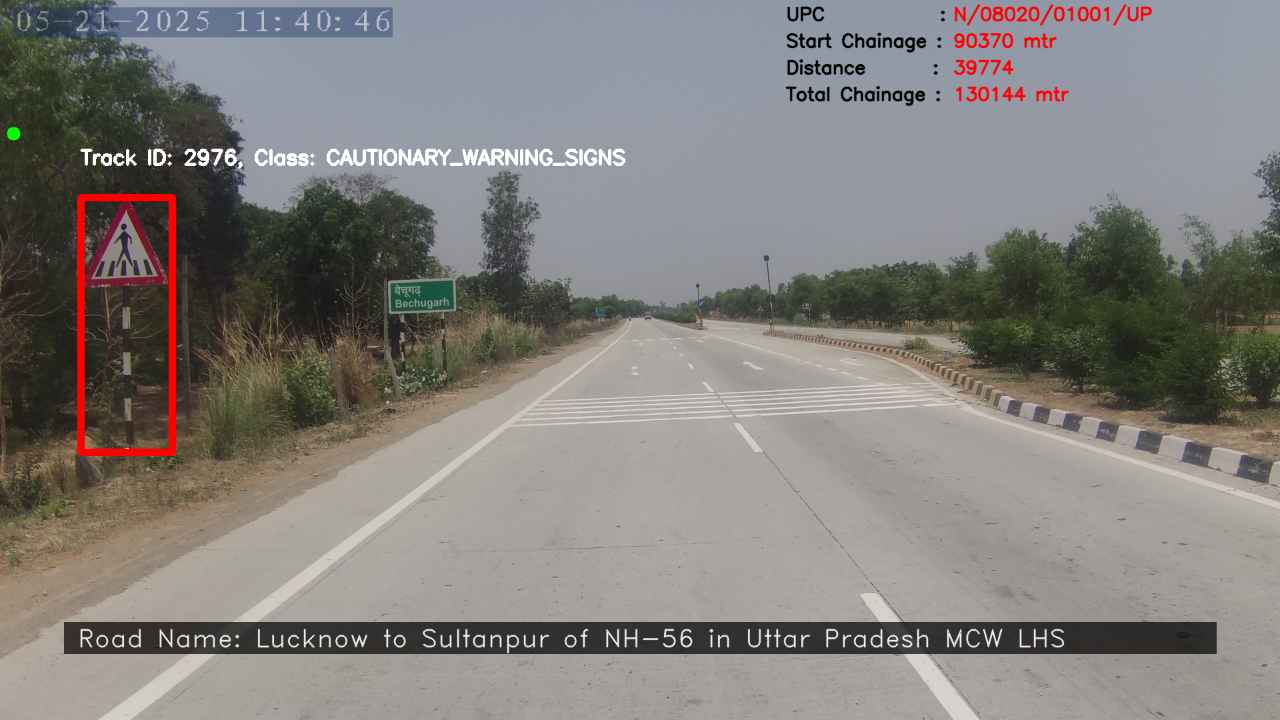 05-21-2025 11:40:46
UPC : N/08020/01001/UP
Start Chainage : 90370 mtr
Distance : 39774
Total Chainage : 130144 mtr
Track ID: 2976, Class: CAUTIONARY_WARNING_SIGNS
बेचूगढ़
Bechugarh
Road Name: Lucknow to Sultanpur of NH-56 in Uttar Pradesh MCW LHS